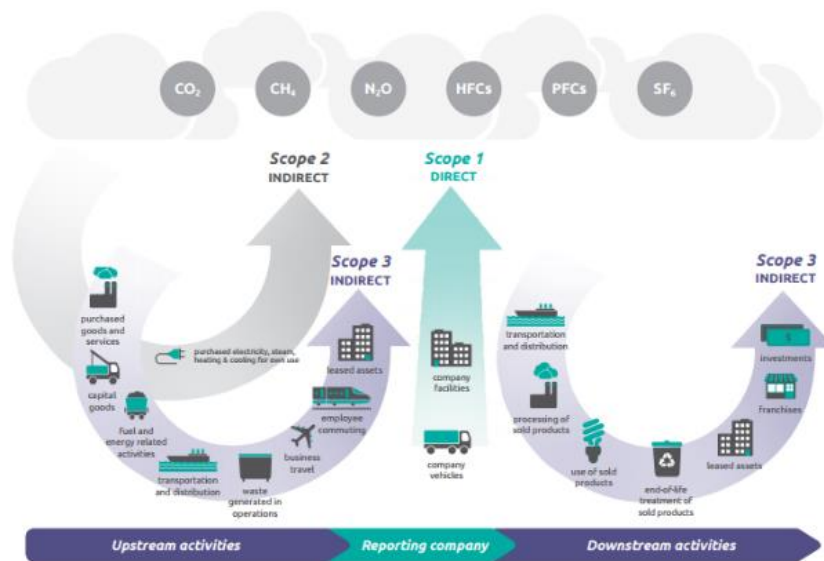 CO₂
CH₄
N₂O
HFCs
PFCs
SF₆
Scope 2
INDIRECT
Scope 1
DIRECT
Scope 3
INDIRECT
Scope 3
INDIRECT
purchased
goods and
services
capital
goods
fuel and
energy related
activities
transportation
and distribution
waste
generated in
operations
business
travel
employee
commuting
leased assets
purchased electricity, steam,
heating & cooling for own use
company
facilities
company
vehicles
transportation
and distribution
processing of
sold products
use of sold
products
end-of-life
treatment of
sold products
leased assets
franchises
investments
$
Upstream activities
Reporting company
Downstream activities